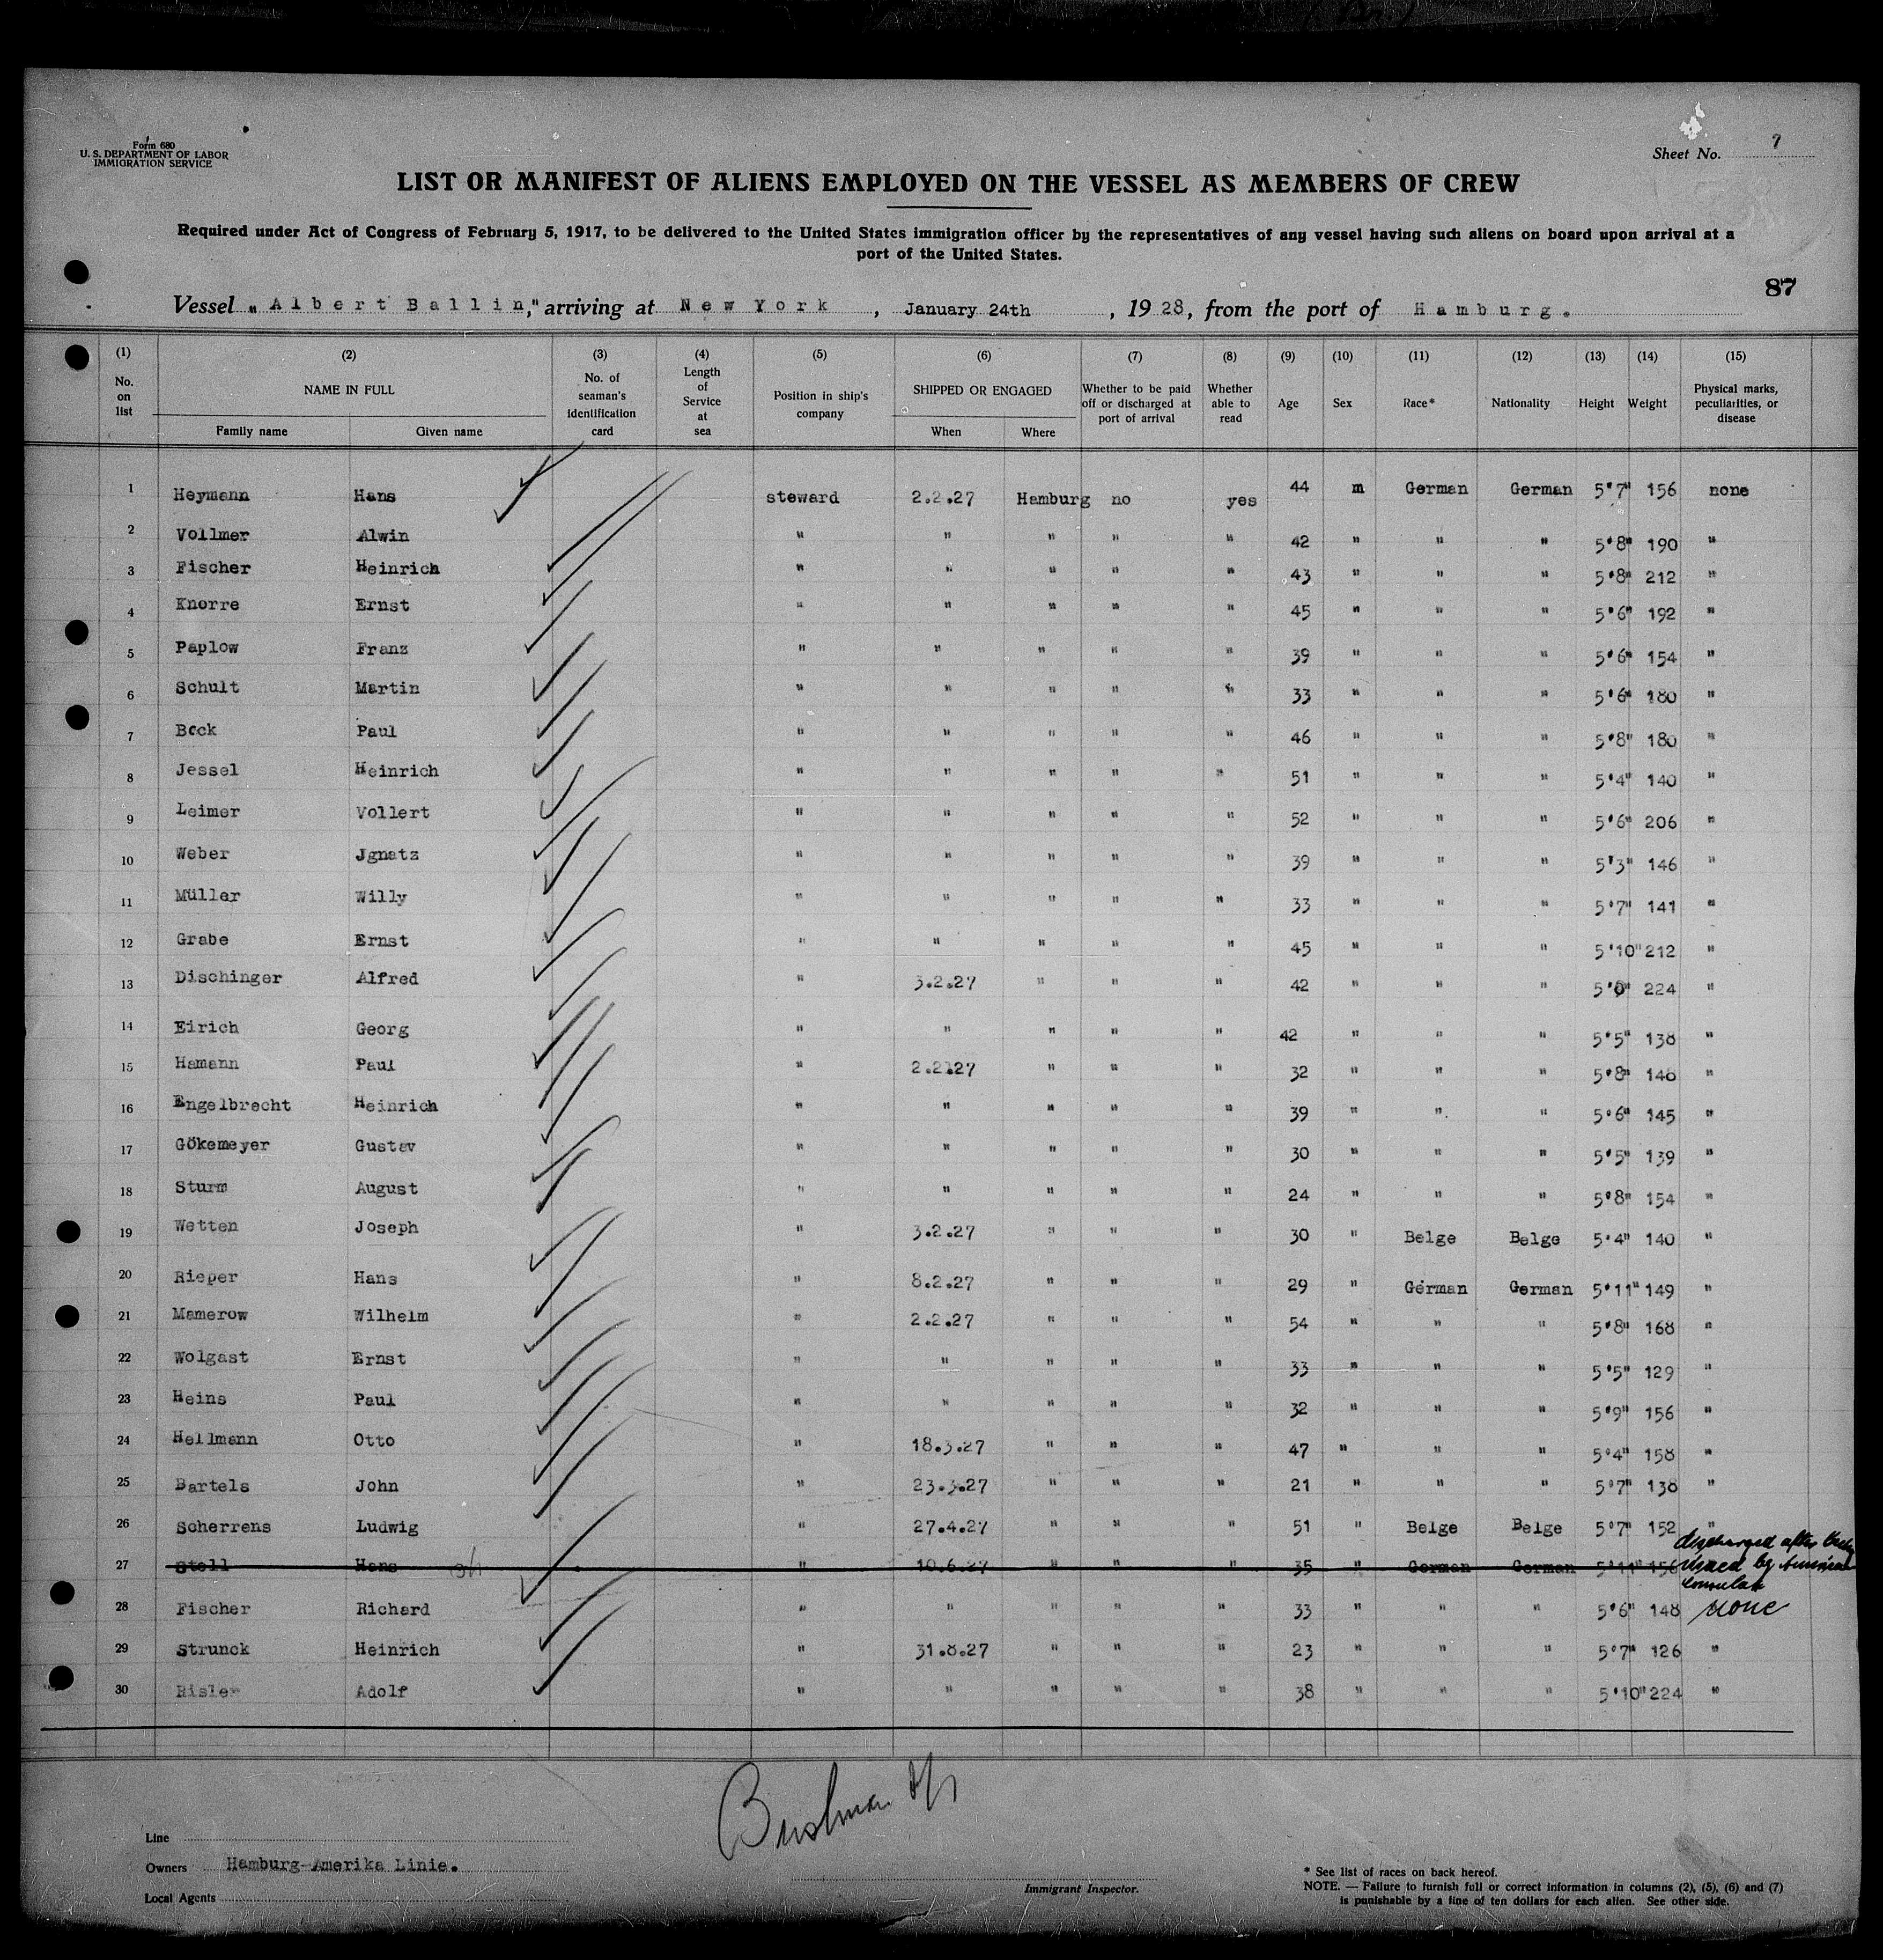 Form 680
U. S. DEPARTMENT OF LABOR
IMMIGRATION SERVICE
Sheet No. 7
LIST OR MANIFEST OF ALIENS EMPLOYED ON THE VESSEL AS MEMBERS OF CREW
Required under Act of Congress of February 5, 1917, to be delivered to the United States immigration officer by the representatives of any vessel having such aliens on board upon arrival at a
port of the United States.
87
Vessel „Albert Ballin," arriving at New York, January 24th, 1928, from the port of Hamburg.
(1) (2) (3) (4) (5) (6) (7) (8) (9) (10) (11) (12) (13) (14) (15)
No. on list NAME IN FULL Family name Given name No. of seaman's identification card Length of Service at sea Position in ship's company SHIPPED OR ENGAGED When Where Whether to be paid off or discharged at port of arrival Whether able to read Age Sex Race* Nationality Height Weight Physical marks, peculiarities, or disease
1 Heymann Hans steward 2.2.27 Hamburg no yes 44 m German German 5'7" 156 none
2 Vollmer Alwin " " " " " 42 " " " 5'8" 190 "
3 Fischer Heinrich " " " " " 43 " " " 5'8" 212 "
4 Knorre Ernst " " " " " 45 " " " 5'6" 192 "
5 Paplow Franz " " " " " 39 " " " 5'6" 154 "
6 Schult Martin " " " " " 33 " " " 5'6" 180 "
7 Beck Paul " " " " " 46 " " " 5'8" 180 "
8 Jessel Heinrich " " " " " 51 " " " 5'4" 140 "
9 Leimer Vollert " " " " " 52 " " " 5'6" 206 "
10 Weber Jgnatz " " " " " 39 " " " 5'3" 146 "
11 Müller Willy " " " " " 33 " " " 5'7" 141 "
12 Grabe Ernst " " " " " 45 " " " 5'10" 212 "
13 Dischinger Alfred " 3.2.27 " " " 42 " " " 224 "
14 Eirich Georg " " " " " 42 " " " 5'5" 138 "
15 Hamann Paul " 2.2.27 " " " 32 " " " 5'8" 148 "
16 Engelbrecht Heinrich " " " " " 39 " " " 5'6" 145 "
17 Gökemeyer Gustav " " " " " 30 " " " 5'5" 139 "
18 Sturm August " " " " " 24 " " " 5'8" 154 "
19 Wetten Joseph " 3.2.27 " " " 30 " Belge Belge 5'4" 140 "
20 Rieper Hans " 8.2.27 " " " 29 " German German 5'11" 149 "
21 Mamerow Wilhelm " 2.2.27 " " " 54 " " " 5'8" 168 "
22 Wolgast Ernst " " " " " 33 " " " 5'5" 129 "
23 Heins Paul " " " " " 32 " " " 5'9" 156 "
24 Hellmann Otto " 18.3.27 " " " 47 " " " 5'4" 158 "
25 Bartels John " 23.3.27 " " " 21 " " " 5'7" 138 "
26 Scherrens Ludwig " 27.4.27 " " " 51 " Belge Belge 5'7" 152 "
27 Stoll Hans " 10.6.27 " " " 35 " German German 5'11" 156 discharged after being
issued by American
consulate
28 Fischer Richard " " " " " 33 " " " 5'6" 148 none
29 Strunck Heinrich " 31.8.27 " " " 23 " " " 5'7" 126 "
30 Risler Adolf " " " " " 38 " " " 5'10" 224 "
Line
Owners Hamburg-Amerika Linie.
Local Agents
Immigrant Inspector.
* See list of races on back hereof.
NOTE. — Failure to furnish full or correct information in columns (2), (5), (6) and (7)
is punishable by a fine of ten dollars for each alien. See other side.